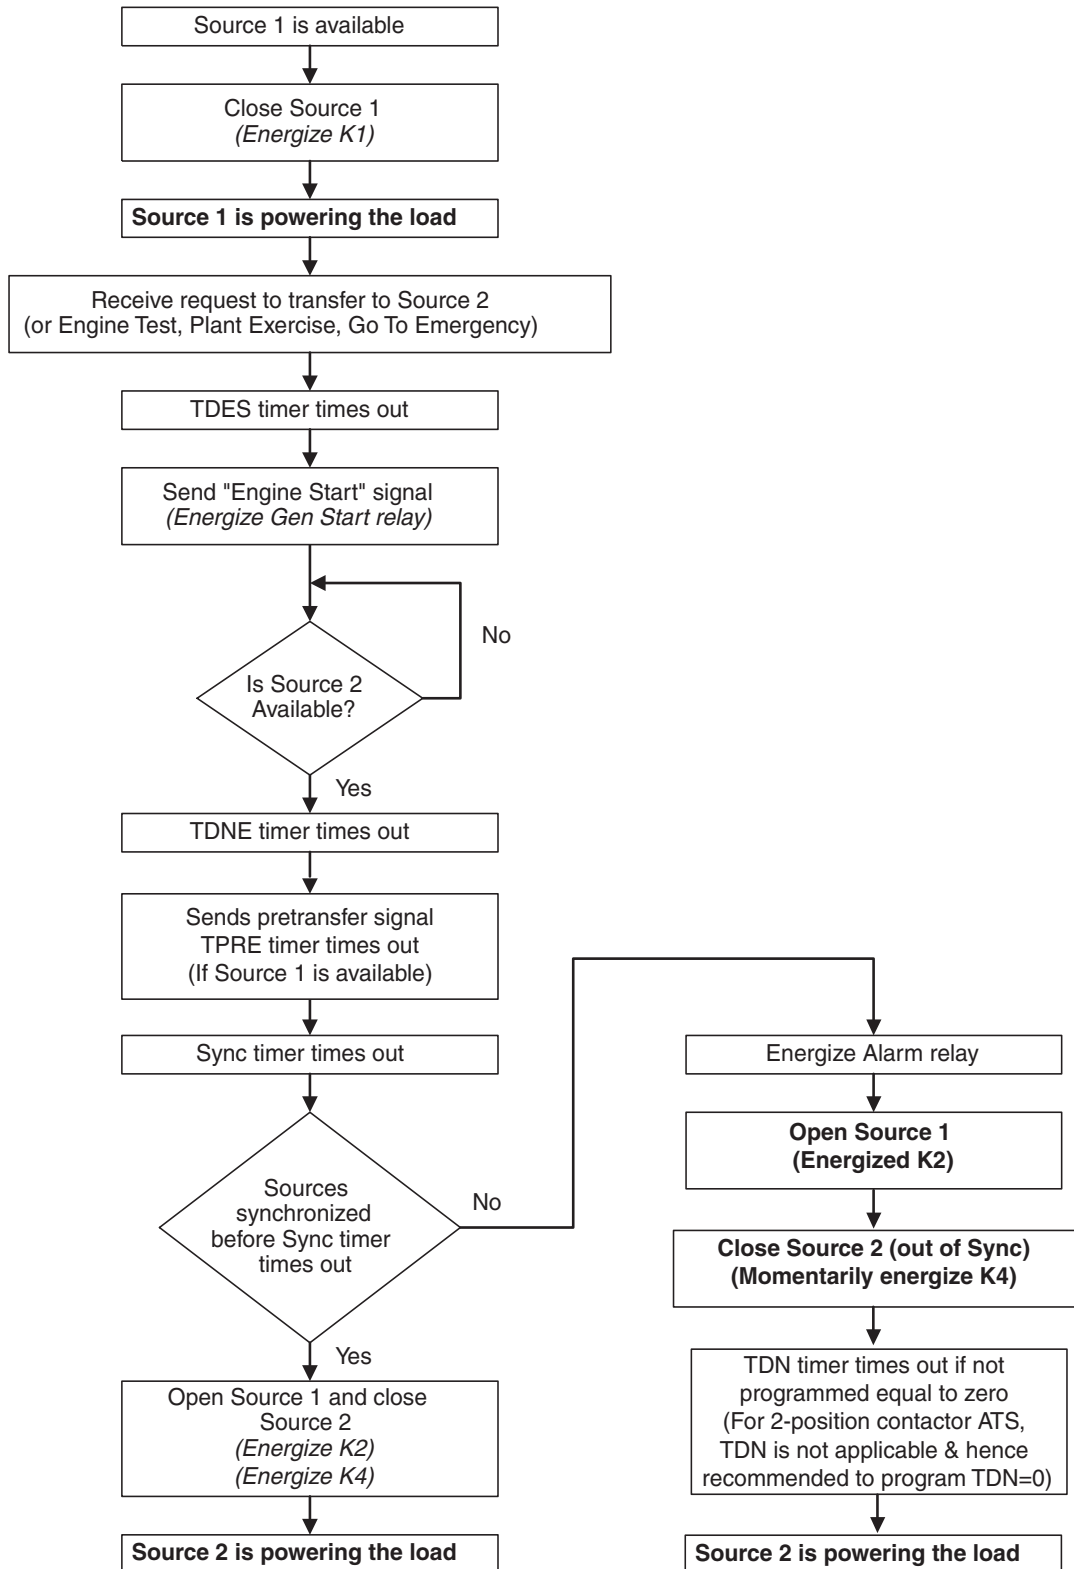 Source 1 is available
Close Source 1
(Energize K1)
Source 1 is powering the load
Receive request to transfer to Source 2
(or Engine Test, Plant Exercise, Go To Emergency)
TDES timer times out
Send "Engine Start" signal
(Energize Gen Start relay)
No
Is Source 2
Available?
Yes
TDNE timer times out
Sends pretransfer signal
TPRE timer times out
(If Source 1 is available)
Sync timer times out
Sources
synchronized
before Sync timer
times out
No
Yes
Open Source 1 and close
Source 2
(Energize K2)
(Energize K4)
Source 2 is powering the load
Energize Alarm relay
Open Source 1
(Energized K2)
Close Source 2 (out of Sync)
(Momentarily energize K4)
TDN timer times out if not
programmed equal to zero
(For 2-position contactor ATS,
TDN is not applicable & hence
recommended to program TDN=0)
Source 2 is powering the load